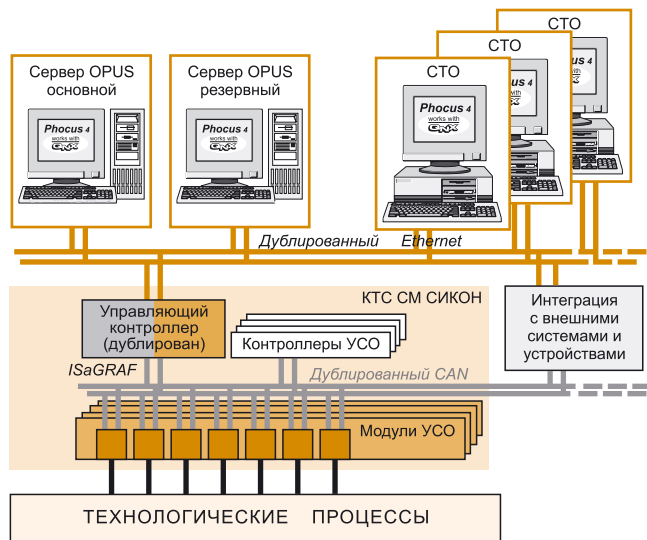 Сервер OPUS
основной
Phocus 4
works with
QNX
Сервер OPUS
резервный
Phocus 4
works with
QNX
СТО
Phocus 4
works with
QNX
СТО
СТО
Дублированный Ethernet
КТС СМ СИКОН
Управляющий
контроллер
(дублирован)
Контроллеры УСО
Интеграция
с внешними
системами и
устройствами
ISaGRAF
Дублированный CAN
Модули УСО
ТЕХНОЛОГИЧЕСКИЕ ПРОЦЕССЫ